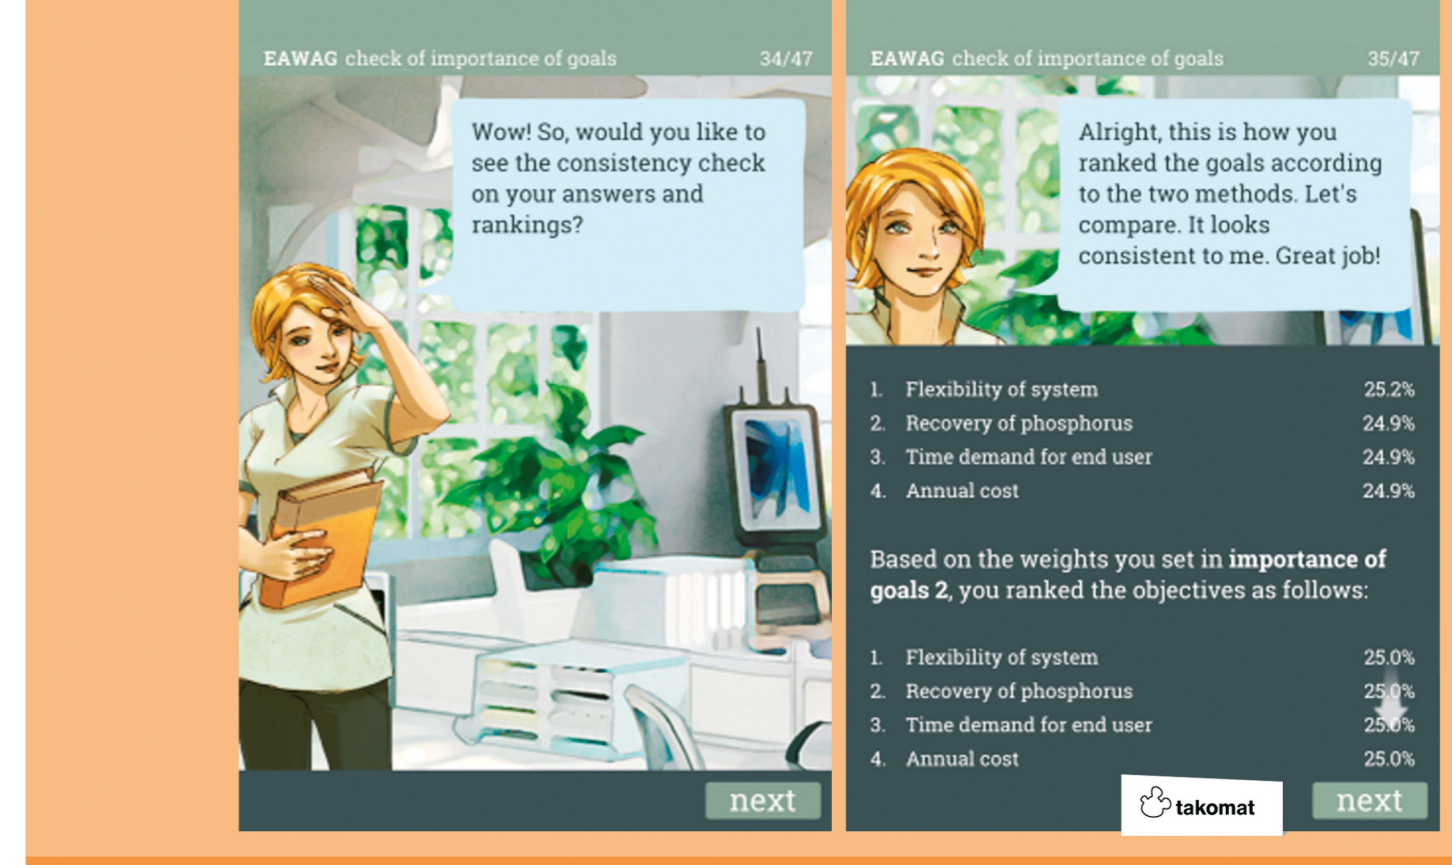 EAWAG check of importance of goals 34/47
Wow! So, would you like to
see the consistency check
on your answers and
rankings?
next
EAWAG check of importance of goals 35/47
Alright, this is how you
ranked the goals according
to the two methods. Let's
compare. It looks
consistent to me. Great job!
1. Flexibility of system 25.2%
2. Recovery of phosphorus 24.9%
3. Time demand for end user 24.9%
4. Annual cost 24.9%
Based on the weights you set in importance of
goals 2, you ranked the objectives as follows:
1. Flexibility of system 25.0%
2. Recovery of phosphorus 25.0%
3. Time demand for end user 25.0%
4. Annual cost 25.0%
takomat
next